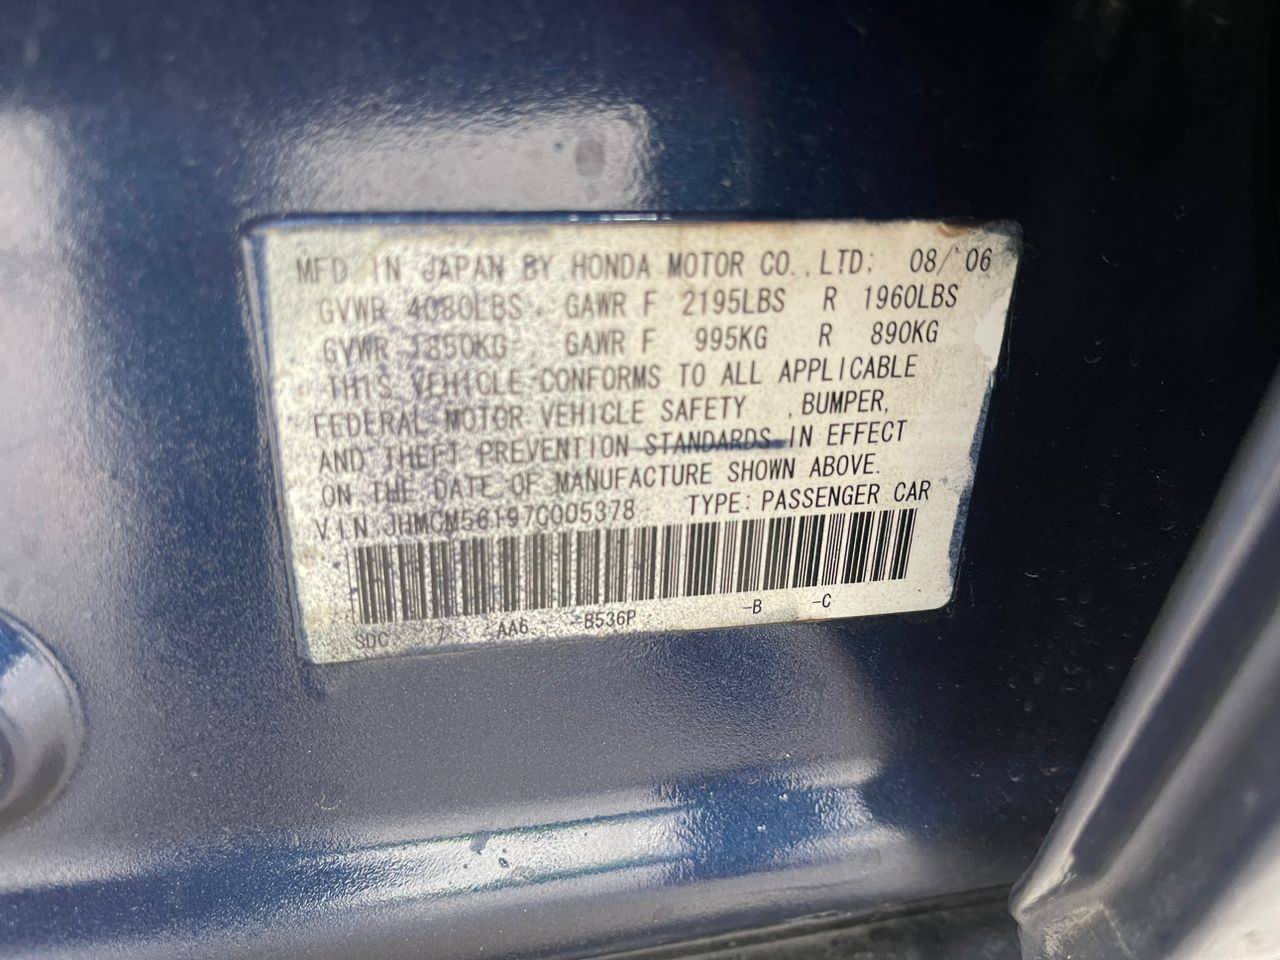 MFD IN JAPAN BY HONDA MOTOR CO., LTD: 08/'06
GVWR 4080LBS GAWR F 2195LBS R 1960LBS
GVWR 1850KG GAWR F 995KG R 890KG
THIS VEHICLE CONFORMS TO ALL APPLICABLE
FEDERAL MOTOR VEHICLE SAFETY , BUMPER,
AND THEFT PREVENTION STANDARDS IN EFFECT
ON THE DATE OF MANUFACTURE SHOWN ABOVE.
V.I.N. JHMCM56197C005378 TYPE: PASSENGER CAR
SDC 7 AA6 -B536P -B -C